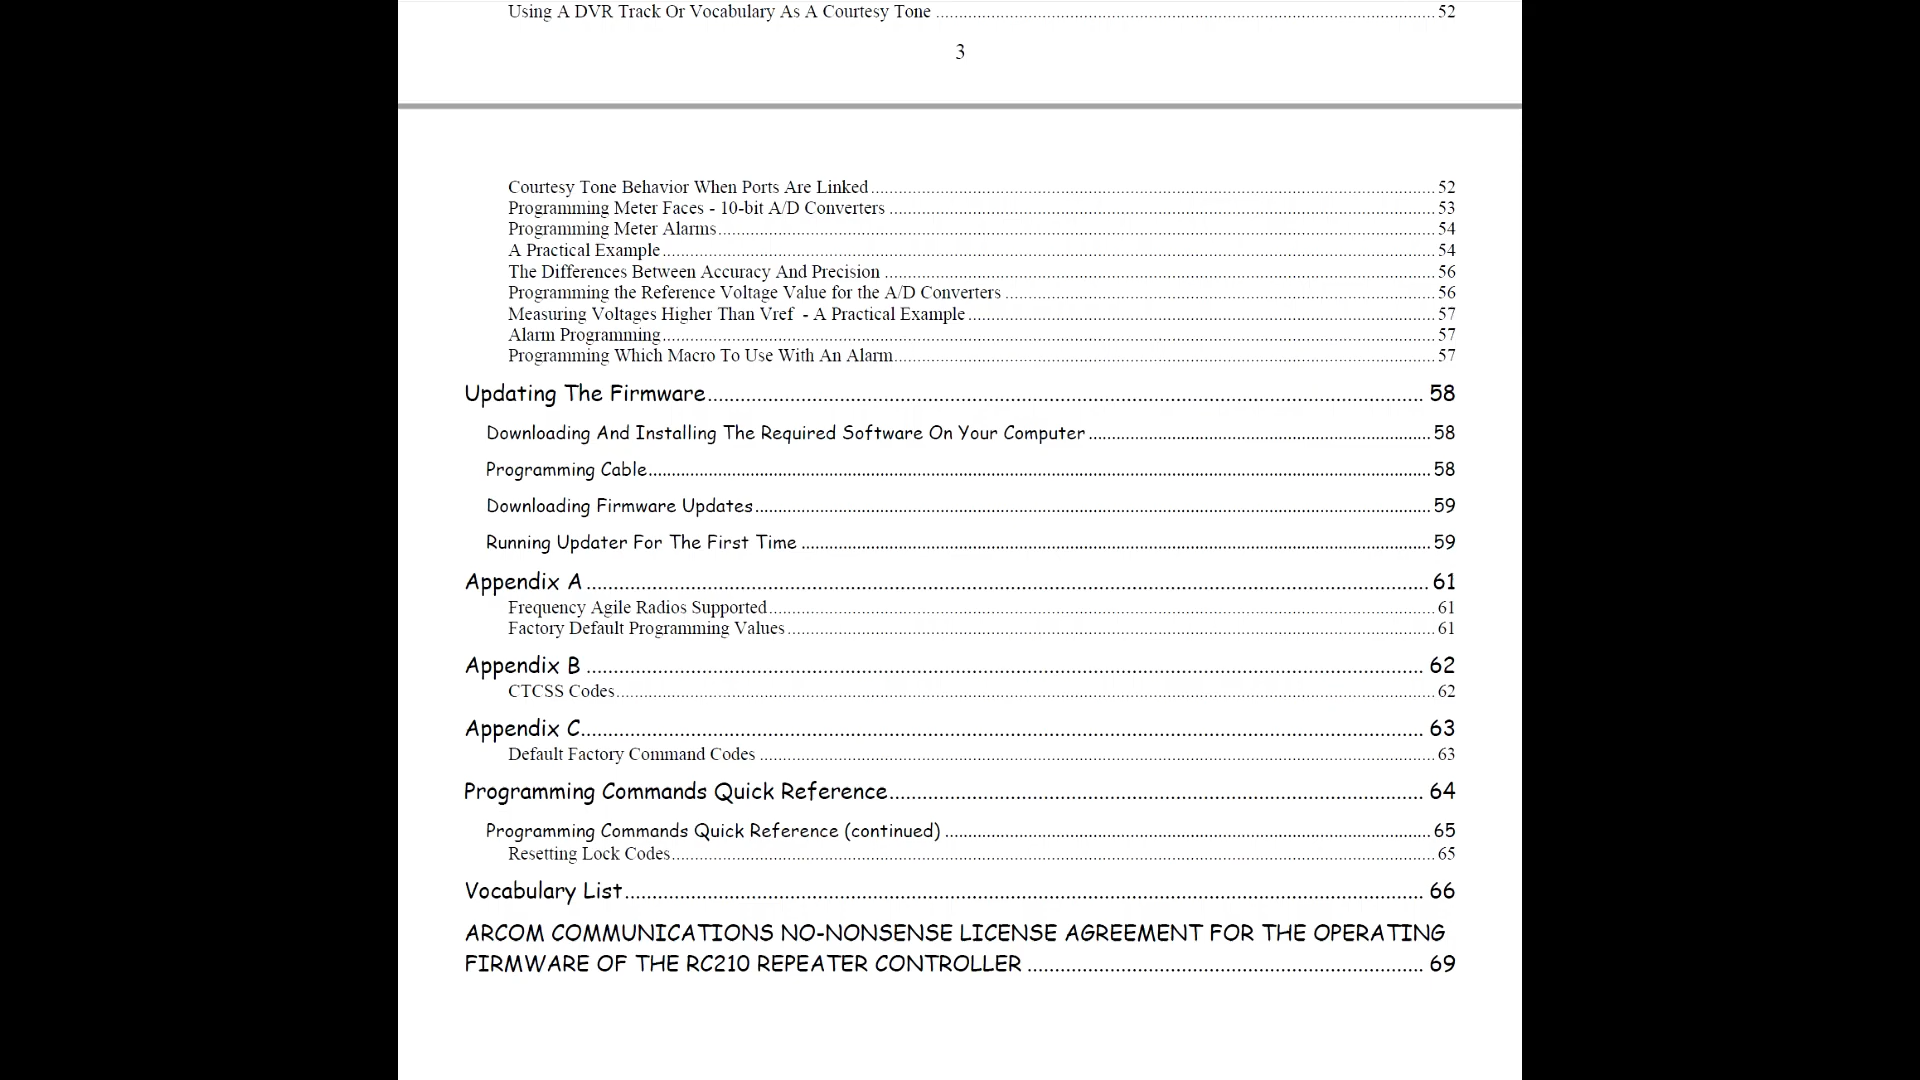 Using A DVR Track Or Vocabulary As A Courtesy Tone ........ 52
3
Courtesy Tone Behavior When Ports Are Linked ........ 52
Programming Meter Faces - 10-bit A/D Converters ........ 53
Programming Meter Alarms ........ 54
A Practical Example ........ 54
The Differences Between Accuracy And Precision ........ 56
Programming the Reference Voltage Value for the A/D Converters ........ 56
Measuring Voltages Higher Than Vref - A Practical Example ........ 57
Alarm Programming ........ 57
Programming Which Macro To Use With An Alarm ........ 57
Updating The Firmware ........ 58
Downloading And Installing The Required Software On Your Computer ........ 58
Programming Cable ........ 58
Downloading Firmware Updates ........ 59
Running Updater For The First Time ........ 59
Appendix A ........ 61
Frequency Agile Radios Supported ........ 61
Factory Default Programming Values ........ 61
Appendix B ........ 62
CTCSS Codes ........ 62
Appendix C ........ 63
Default Factory Command Codes ........ 63
Programming Commands Quick Reference ........ 64
Programming Commands Quick Reference (continued) ........ 65
Resetting Lock Codes ........ 65
Vocabulary List ........ 66
ARCOM COMMUNICATIONS NO-NONSENSE LICENSE AGREEMENT FOR THE OPERATING
FIRMWARE OF THE RC210 REPEATER CONTROLLER ........ 69